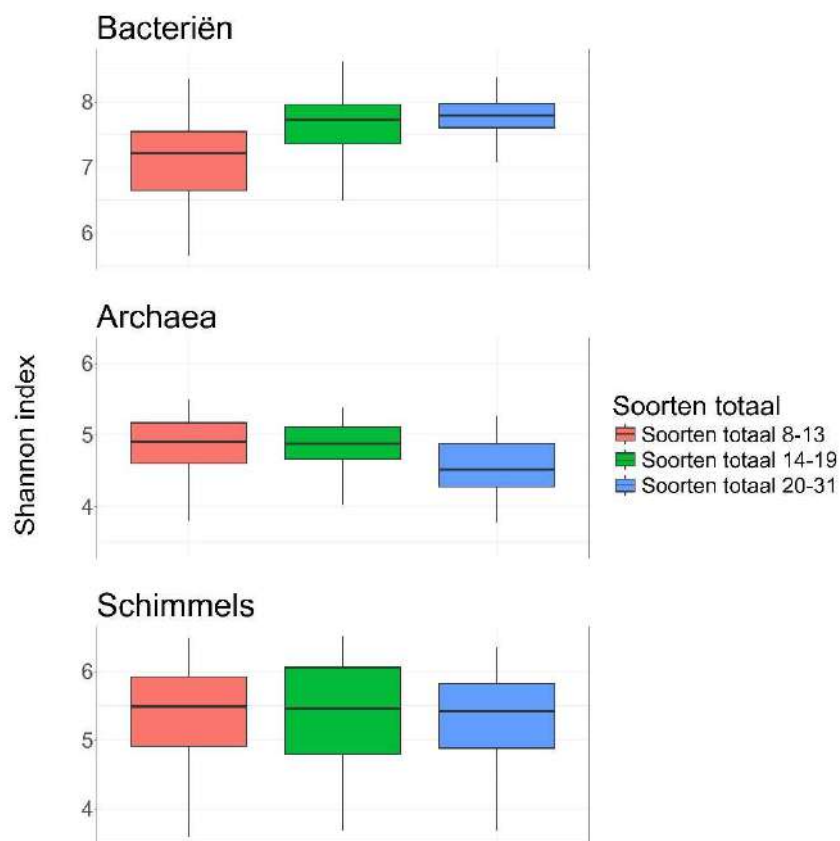 Bacteriën
8
7
6
Archaea
6
5
4
Shannon index
Soorten totaal
Soorten totaal 8-13
Soorten totaal 14-19
Soorten totaal 20-31
Schimmels
6
5
4